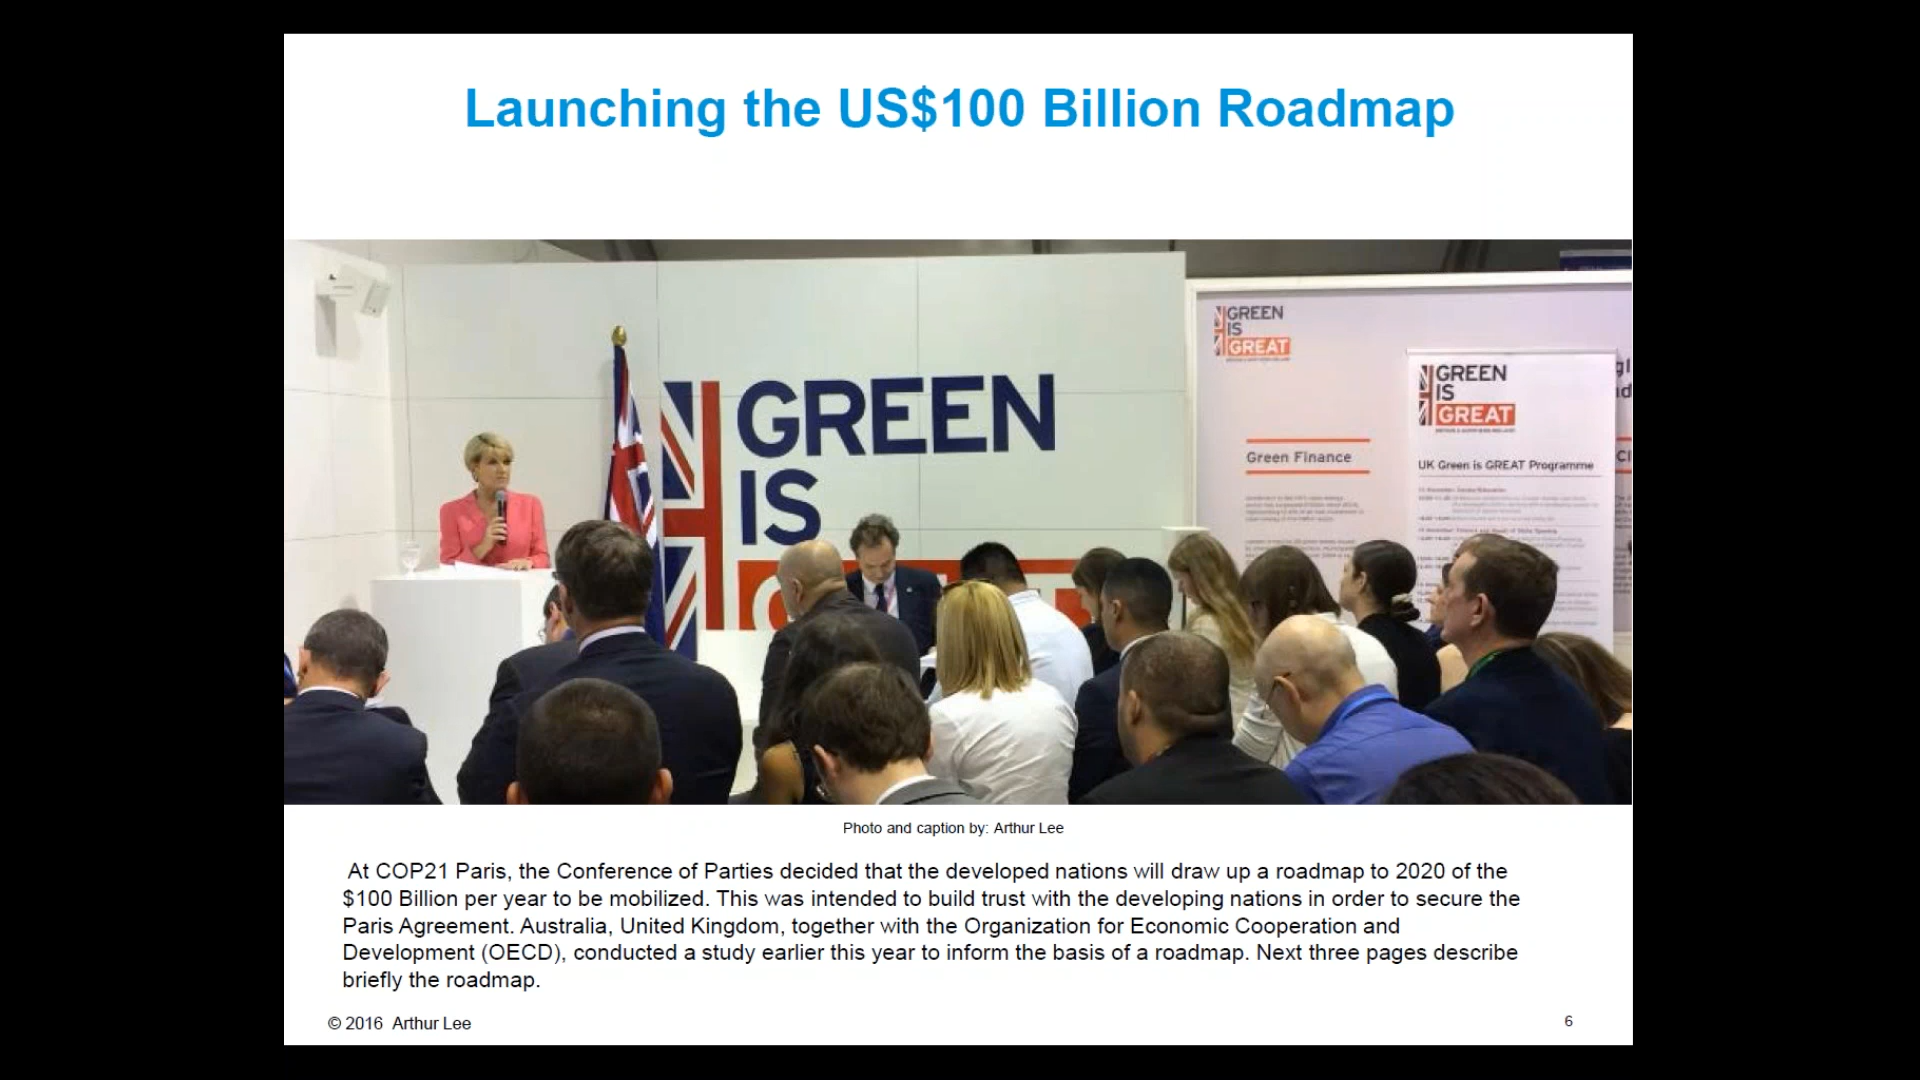 Launching the US$100 Billion Roadmap
GREEN
IS
GREEN
IS
GREAT
Green Finance
GREEN
IS
GREAT
UK Green is GREAT Programme
Photo and caption by: Arthur Lee
At COP21 Paris, the Conference of Parties decided that the developed nations will draw up a roadmap to 2020 of the
$100 Billion per year to be mobilized. This was intended to build trust with the developing nations in order to secure the
Paris Agreement. Australia, United Kingdom, together with the Organization for Economic Cooperation and
Development (OECD), conducted a study earlier this year to inform the basis of a roadmap. Next three pages describe
briefly the roadmap.
© 2016 Arthur Lee
6